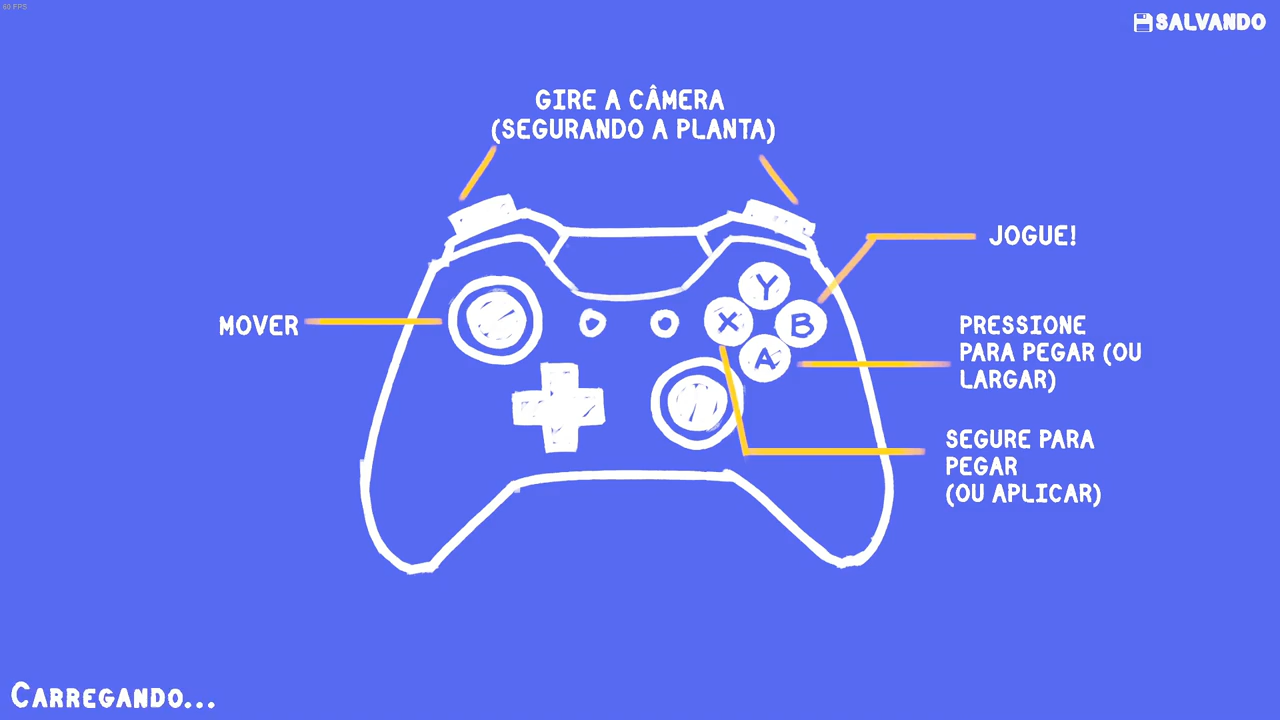 60 FPS
SALVANDO
GIRE A CÂMERA
(SEGURANDO A PLANTA)
JOGUE!
MOVER
Y
X
B
A
PRESSIONE
PARA PEGAR (OU
LARGAR)
SEGURE PARA
PEGAR
(OU APLICAR)
CARREGANDO...